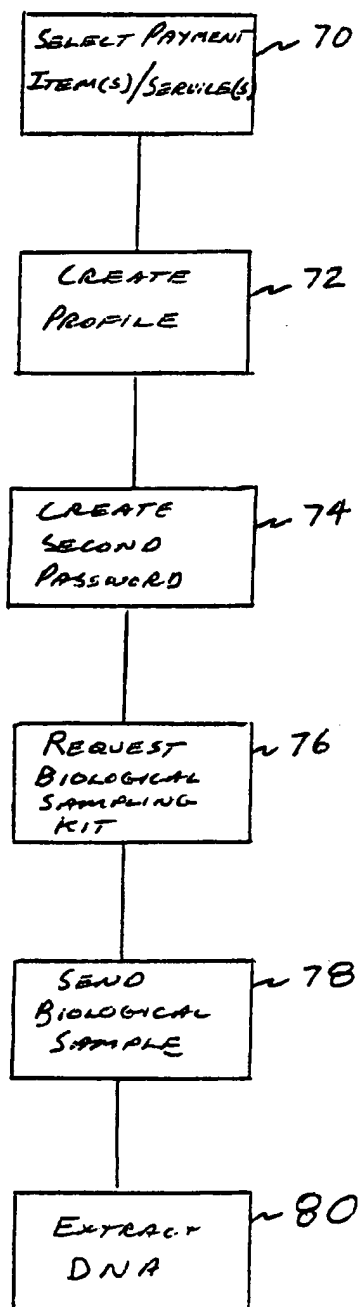 SELECT PAYMENT 70
ITEM(S)/SERVICE(S)
CREATE 72
PROFILE
CREATE 74
SECOND
PASSWORD
REQUEST 76
BIOLOGICAL
SAMPLING
KIT
SEND 78
BIOLOGICAL
SAMPLE
EXTRACT 80
DNA